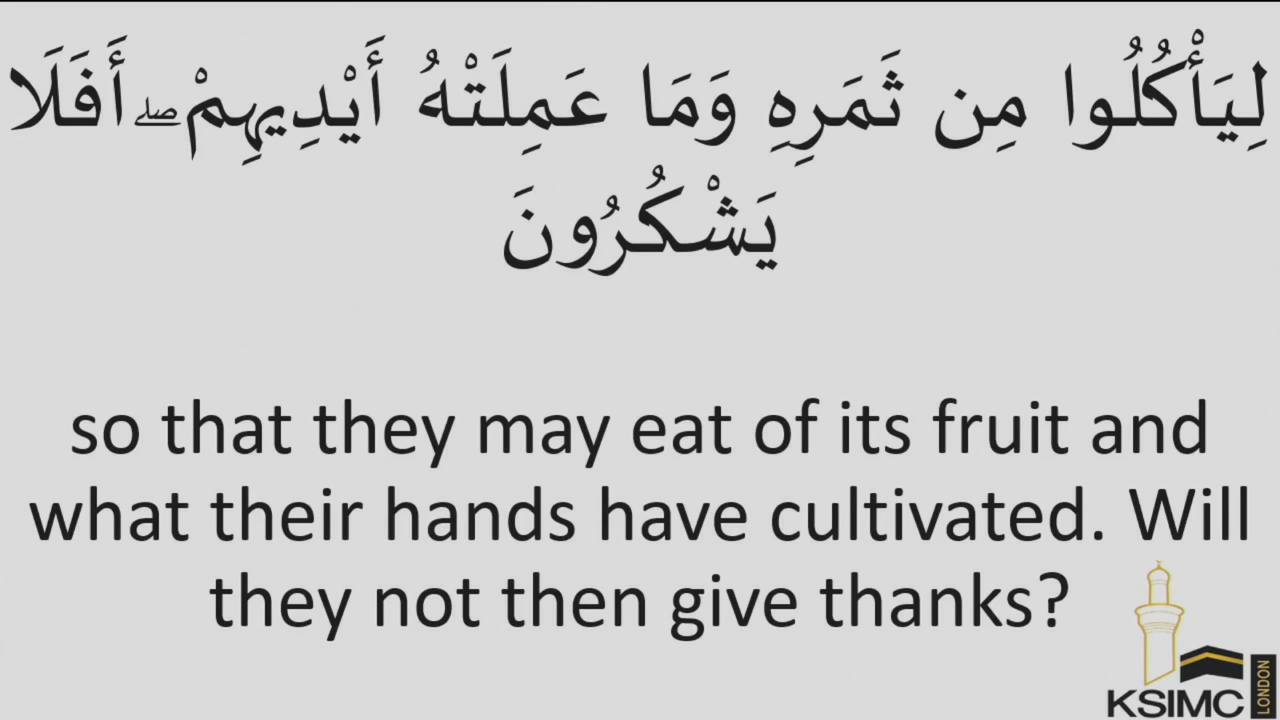 لِيَأْكُلُوا مِن ثَمَرِهِ وَمَا عَمِلَتْهُ أَيْدِيهِمْ ۖ أَفَلَا
يَشْكُرُونَ
so that they may eat of its fruit and
what their hands have cultivated. Will
they not then give thanks?
KSIMC
LONDON